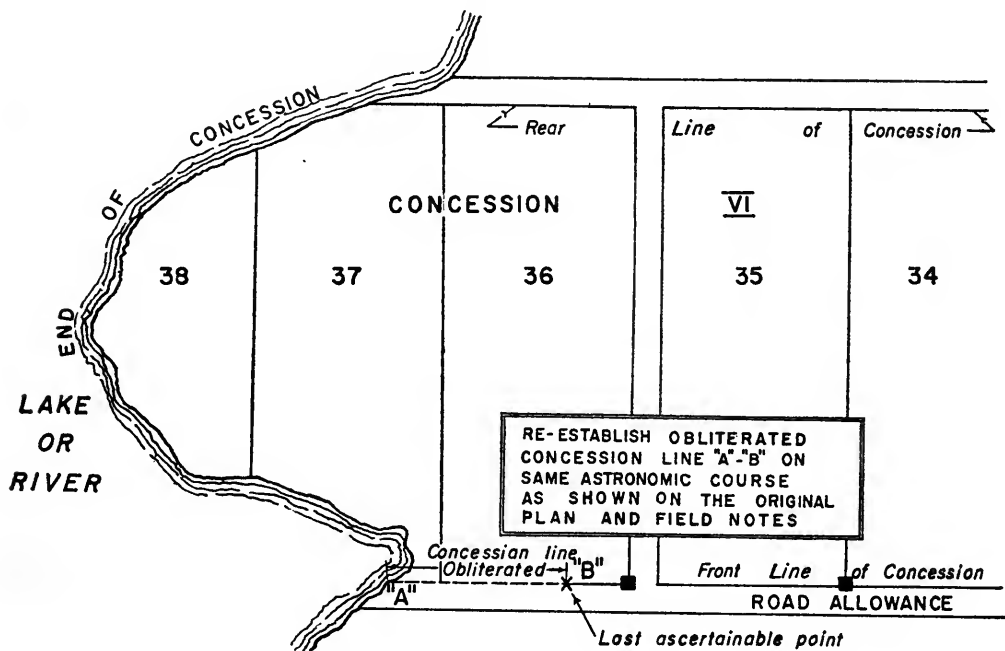 END OF CONCESSION
Rear Line of Concession
CONCESSION VI
38 37 36 35 34
LAKE
OR
RIVER
RE-ESTABLISH OBLITERATED
CONCESSION LINE "A"-"B" ON
SAME ASTRONOMIC COURSE
AS SHOWN ON THE ORIGINAL
PLAN AND FIELD NOTES
Concession line
Obliterated "B"
Front Line of Concession
"A"
ROAD ALLOWANCE
Last ascertainable point